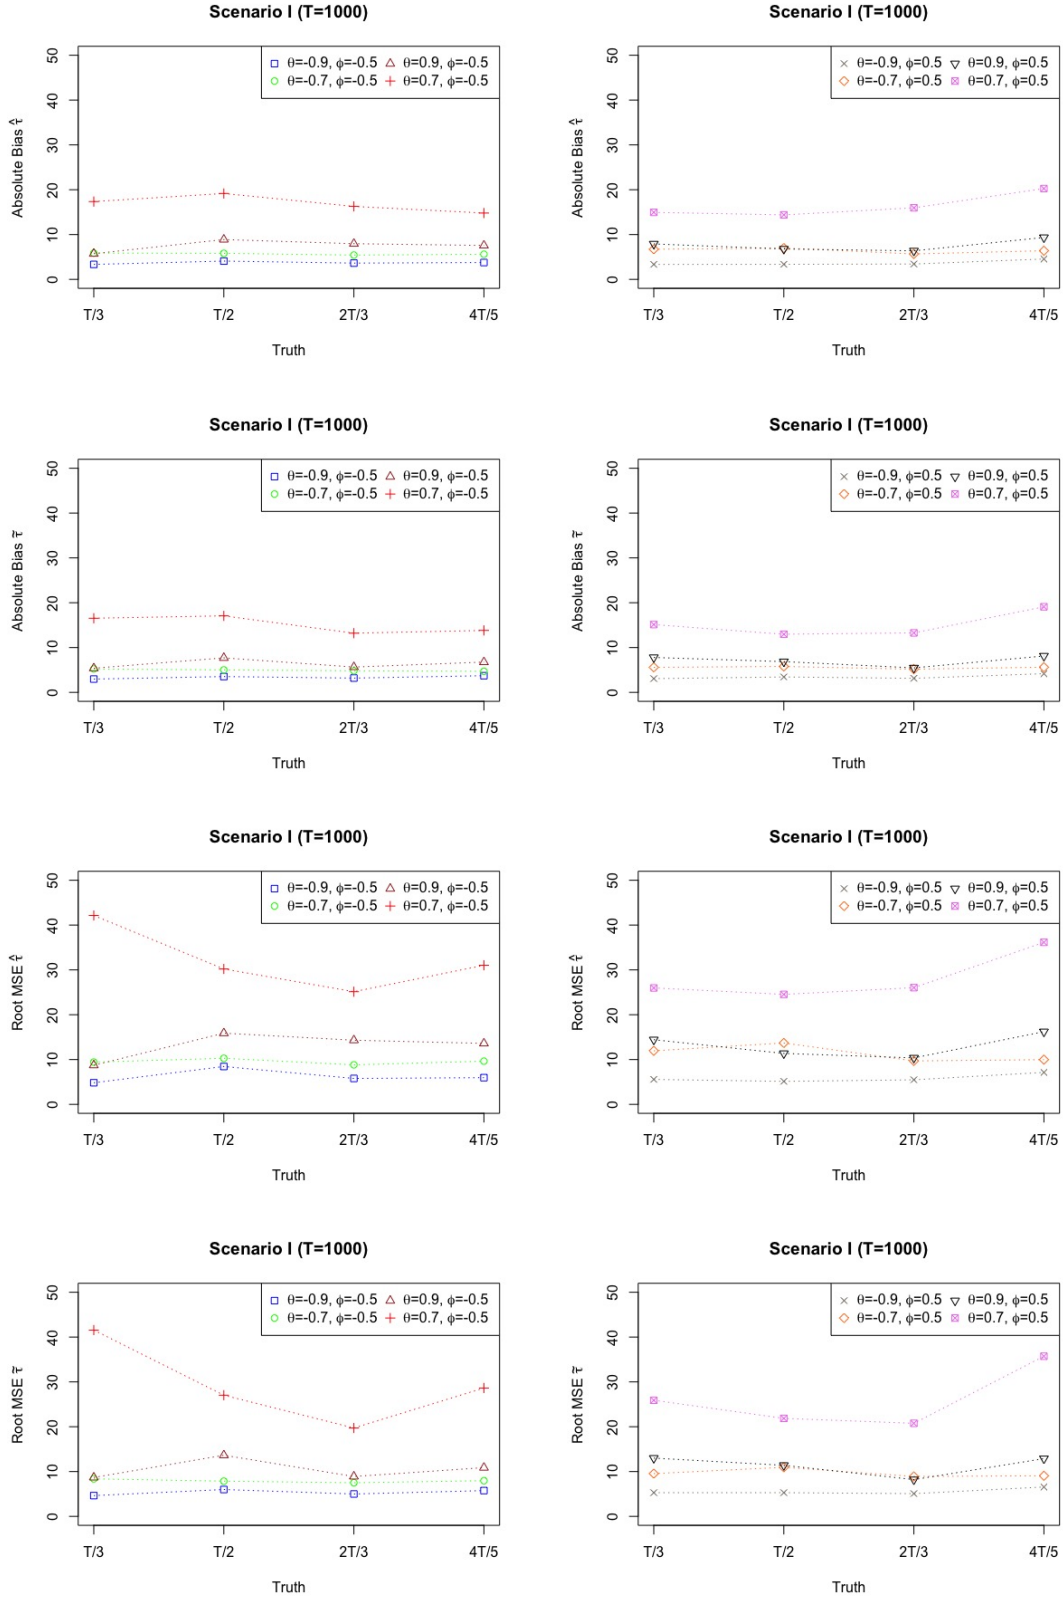 Scenario I (T=1000)
Absolute Bias τ̂
50
40
30
20
10
0
θ=-0.9, ϕ=-0.5 θ=0.9, ϕ=-0.5
θ=-0.7, ϕ=-0.5 θ=0.7, ϕ=-0.5
T/3 T/2 2T/3 4T/5
Truth
Scenario I (T=1000)
Absolute Bias τ̂
50
40
30
20
10
0
θ=-0.9, ϕ=0.5 θ=0.9, ϕ=0.5
θ=-0.7, ϕ=0.5 θ=0.7, ϕ=0.5
T/3 T/2 2T/3 4T/5
Truth
Scenario I (T=1000)
Absolute Bias τ̃
50
40
30
20
10
0
θ=-0.9, ϕ=-0.5 θ=0.9, ϕ=-0.5
θ=-0.7, ϕ=-0.5 θ=0.7, ϕ=-0.5
T/3 T/2 2T/3 4T/5
Truth
Scenario I (T=1000)
Absolute Bias τ̃
50
40
30
20
10
0
θ=-0.9, ϕ=0.5 θ=0.9, ϕ=0.5
θ=-0.7, ϕ=0.5 θ=0.7, ϕ=0.5
T/3 T/2 2T/3 4T/5
Truth
Scenario I (T=1000)
Root MSE τ̂
50
40
30
20
10
0
θ=-0.9, ϕ=-0.5 θ=0.9, ϕ=-0.5
θ=-0.7, ϕ=-0.5 θ=0.7, ϕ=-0.5
T/3 T/2 2T/3 4T/5
Truth
Scenario I (T=1000)
Root MSE τ̂
50
40
30
20
10
0
θ=-0.9, ϕ=0.5 θ=0.9, ϕ=0.5
θ=-0.7, ϕ=0.5 θ=0.7, ϕ=0.5
T/3 T/2 2T/3 4T/5
Truth
Scenario I (T=1000)
Root MSE τ̃
50
40
30
20
10
0
θ=-0.9, ϕ=-0.5 θ=0.9, ϕ=-0.5
θ=-0.7, ϕ=-0.5 θ=0.7, ϕ=-0.5
T/3 T/2 2T/3 4T/5
Truth
Scenario I (T=1000)
Root MSE τ̃
50
40
30
20
10
0
θ=-0.9, ϕ=0.5 θ=0.9, ϕ=0.5
θ=-0.7, ϕ=0.5 θ=0.7, ϕ=0.5
T/3 T/2 2T/3 4T/5
Truth